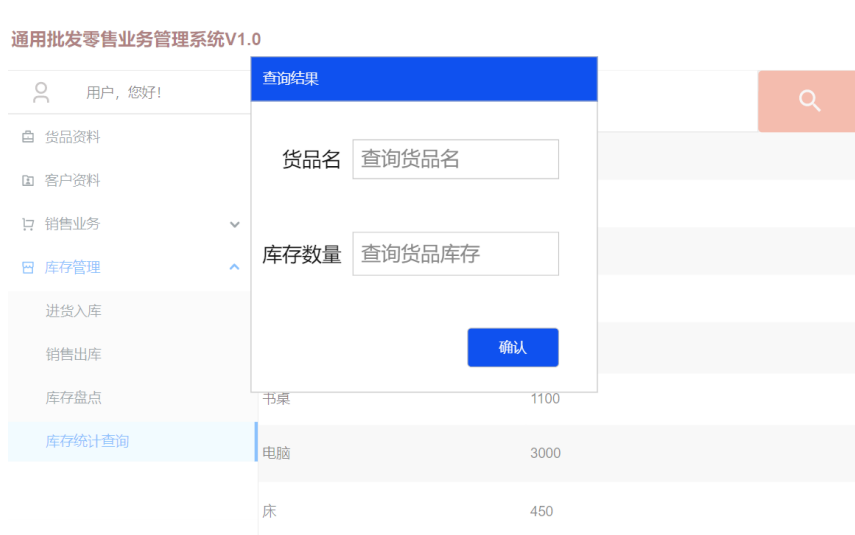 通用批发零售业务管理系统V1.0
用户，您好！
货品资料
客户资料
销售业务
库存管理
进货入库
销售出库
库存盘点
库存统计查询
查询结果
货品名 查询货品名
库存数量 查询货品库存
确认
书桌 1100
电脑 3000
床 450